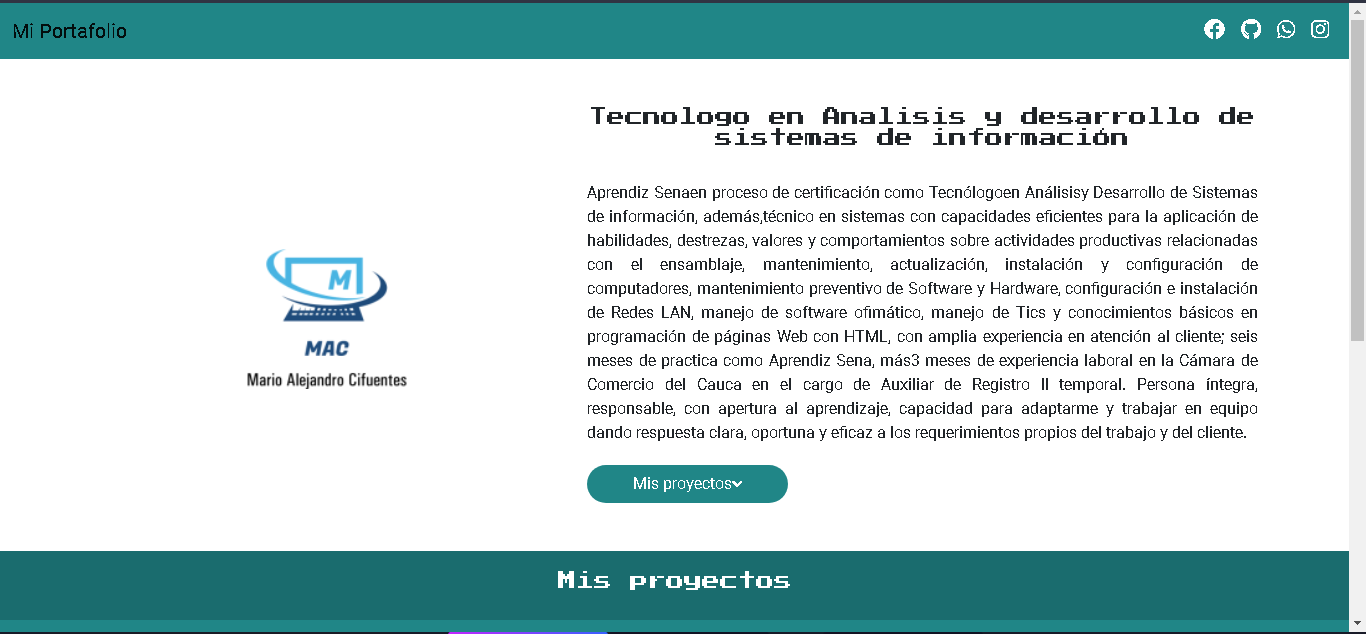 Mi Portafolio
Tecnologo en Analisis y desarrollo de
sistemas de información
Aprendiz Senaen proceso de certificación como Tecnólogoen Análisisy Desarrollo de Sistemas
de información, además,técnico en sistemas con capacidades eficientes para la aplicación de
habilidades, destrezas, valores y comportamientos sobre actividades productivas relacionadas
con el ensamblaje, mantenimiento, actualización, instalación y configuración de
computadores, mantenimiento preventivo de Software y Hardware, configuración e instalación
de Redes LAN, manejo de software ofimático, manejo de Tics y conocimientos básicos en
programación de páginas Web con HTML, con amplia experiencia en atención al cliente; seis
meses de practica como Aprendiz Sena, más3 meses de experiencia laboral en la Cámara de
Comercio del Cauca en el cargo de Auxiliar de Registro II temporal. Persona íntegra,
responsable, con apertura al aprendizaje, capacidad para adaptarme y trabajar en equipo
dando respuesta clara, oportuna y eficaz a los requerimientos propios del trabajo y del cliente.
M
MAC
Mario Alejandro Cifuentes
Mis proyectos
Mis proyectos